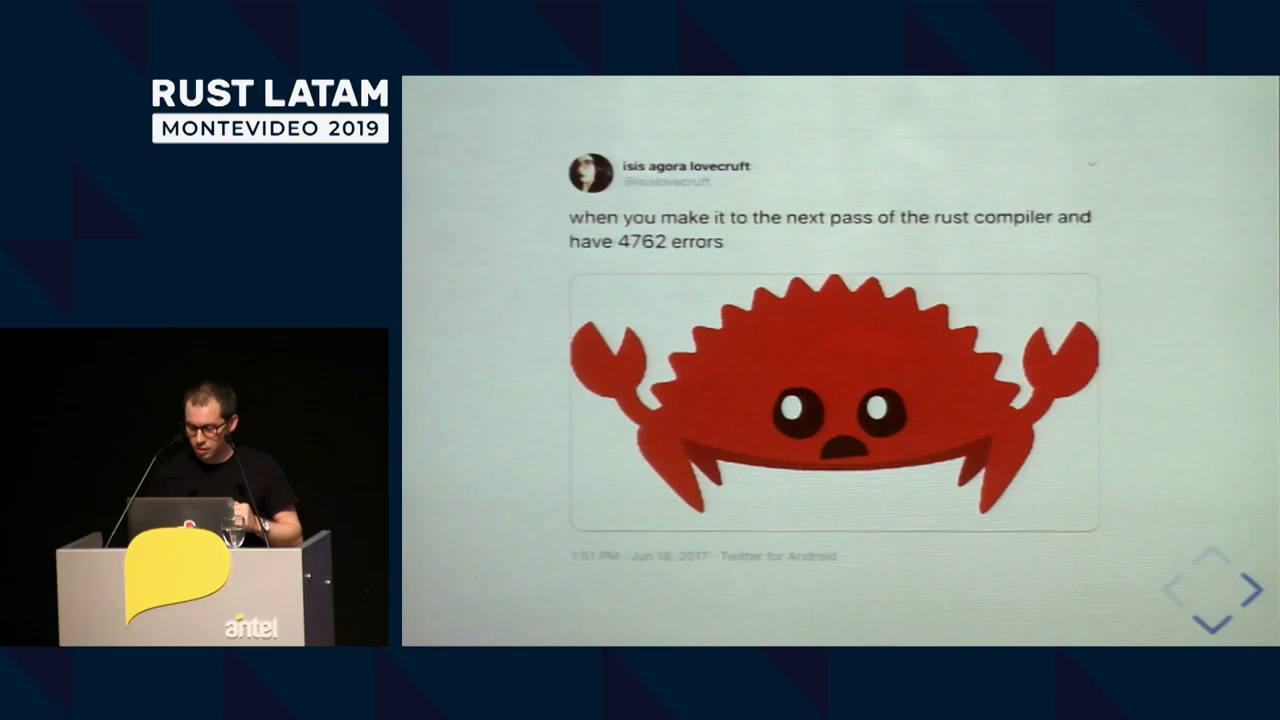 RUST LATAM
MONTEVIDEO 2019
isis agora lovecruft
@isislovecruft
when you make it to the next pass of the rust compiler and
have 4762 errors
1:51 PM · Jun 18, 2017 · Twitter for Android
antel